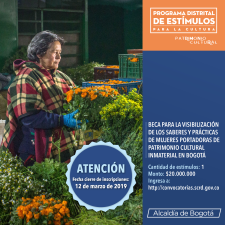 PROGRAMA DISTRITAL
DE ESTÍMULOS
PARA LA CULTURA
PATRIMONIO
CULTURAL
BECA PARA LA VISIBILIZACIÓN
DE LOS SABERES Y PRÁCTICAS
DE MUJERES PORTADORAS DE
PATRIMONIO CULTURAL
INMATERIAL EN BOGOTÁ
Cantidad de estímulos: 1
Monto: $20.000.000
Ingresa a:
http://convocatorias.scrd.gov.co
ATENCIÓN
Fecha cierre de inscripciones:
12 de marzo de 2019
Alcaldía de Bogotá